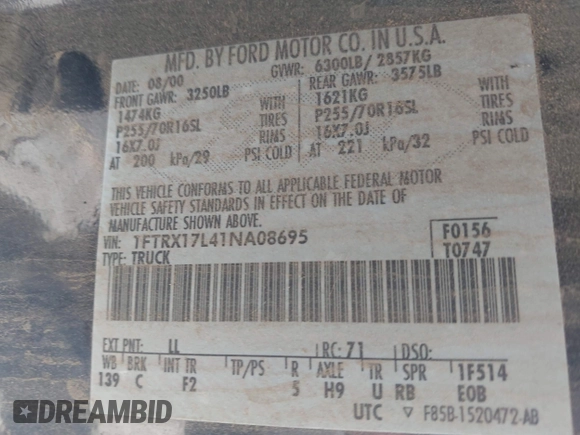 MFD. BY FORD MOTOR CO. IN U.S.A.
DATE: 08/00 GVWR: 6300LB/ 2857KG
FRONT GAWR: 3250LB REAR GAWR: 3575LB
1474KG WITH 1621KG WITH
P255/70R16SL TIRES P255/70R16SL TIRES
16X7.0J RIMS 16X7.0J RIMS
AT 200 kPa/29 PSI COLD AT 221 kPa/32 PSI COLD
THIS VEHICLE CONFORMS TO ALL APPLICABLE FEDERAL MOTOR
VEHICLE SAFETY STANDARDS IN EFFECT ON THE DATE OF
MANUFACTURE SHOWN ABOVE.
VIN: 1FTRX17L41NA08695 F0156
TYPE: TRUCK T0747
EXT PNT: LL RC: 71 DSO:
WB BRK INT TR TP/PS R AXLE TR SPR 1F514
139 C F2 5 H9 U RB EOB
UTC ▽ F85B-1520472-AB
DREAMBID